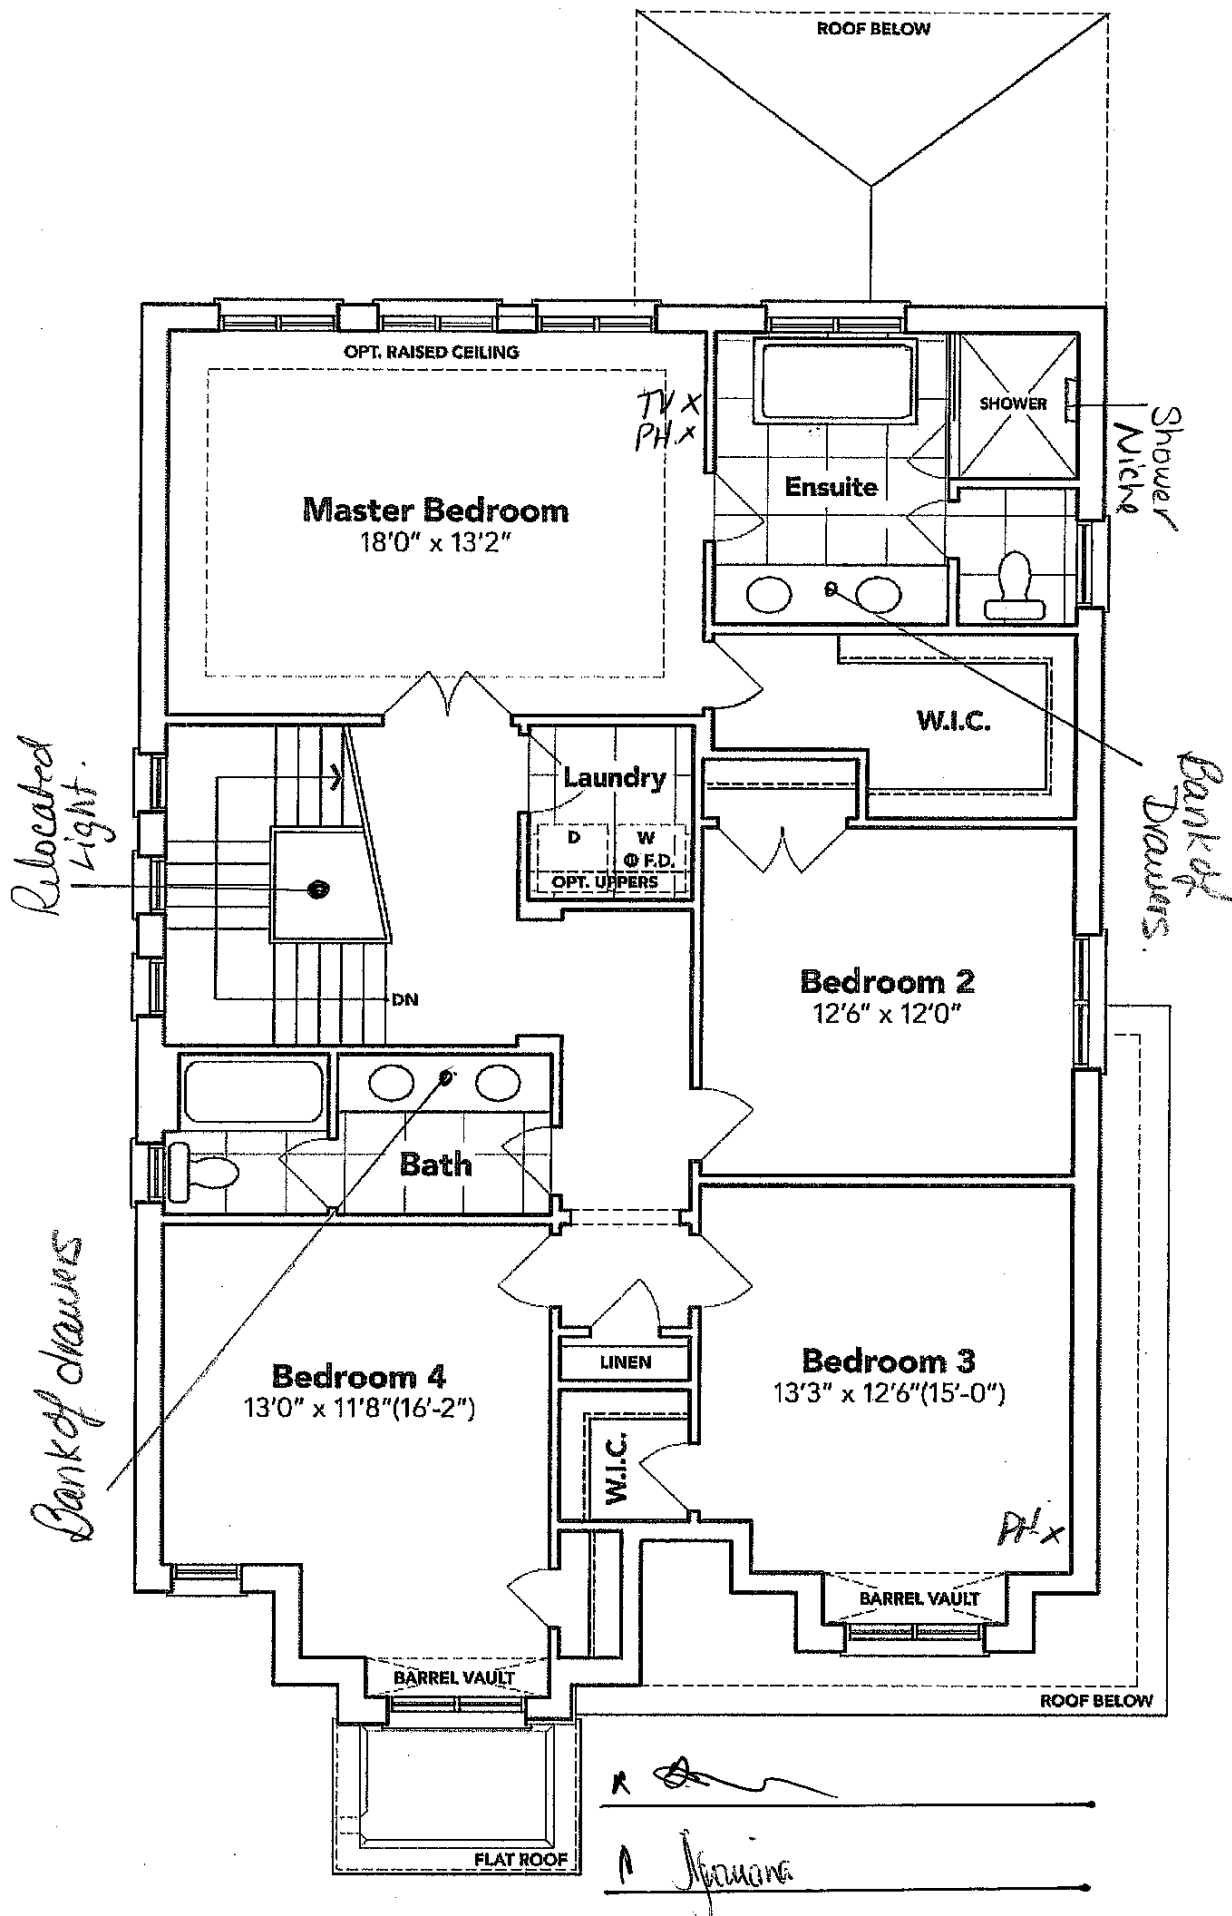 ROOF BELOW
OPT. RAISED CEILING
TV x
PH x
SHOWER
Shower
Niche
Ensuite
Master Bedroom
18'0" x 13'2"
W.I.C.
Relocated
Light.
Laundry
D
W
F.D.
OPT. UPPERS
Bank of
Drawers.
Bedroom 2
12'6" x 12'0"
DN
Bath
Bank of drawers
LINEN
Bedroom 4
13'0" x 11'8"(16'-2")
Bedroom 3
13'3" x 12'6"(15'-0")
W.I.C.
PH x
BARREL VAULT
BARREL VAULT
ROOF BELOW
FLAT ROOF